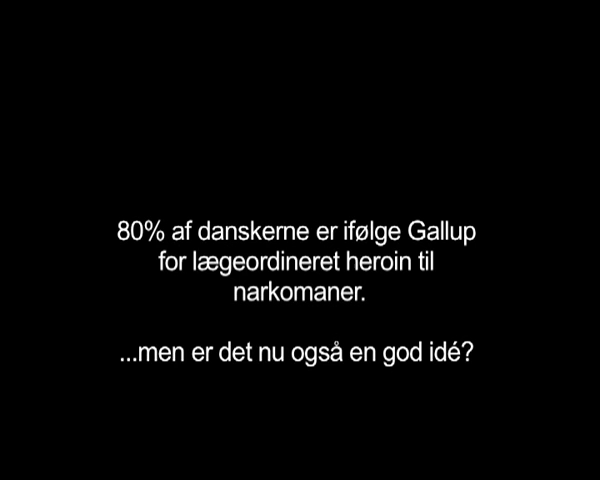 80% af danskerne er ifølge Gallup
for lægeordineret heroin til
narkomaner.
...men er det nu også en god idé?